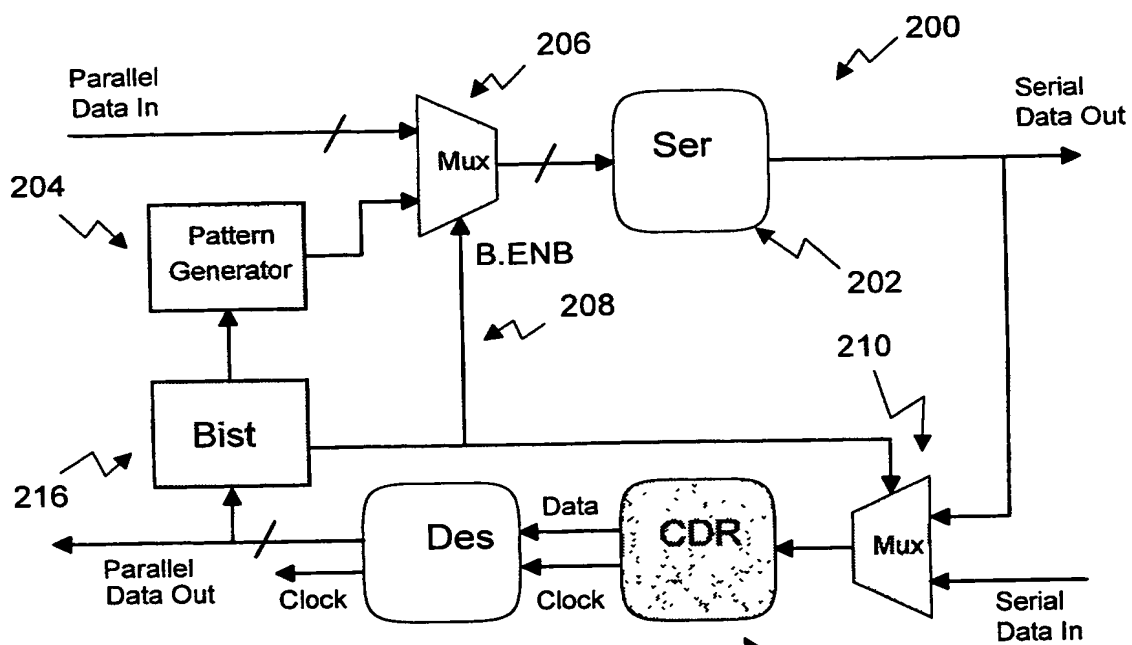 206
200
Parallel
Data In
Serial
Data Out
Mux
Ser
204
Pattern
Generator
B.ENB
202
208
210
Bist
216
Data
Des
CDR
Mux
Parallel
Data Out
Clock
Clock
Serial
Data In